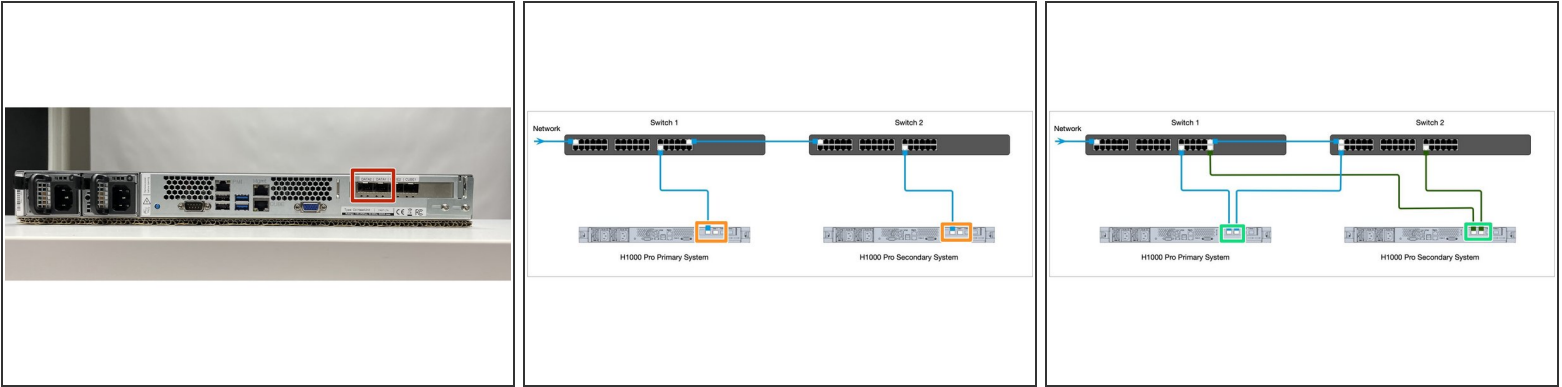 Network
Switch 1
Switch 2
H1000 Pro Primary System
H1000 Pro Secondary System
Network
Switch 1
Switch 2
H1000 Pro Primary System
H1000 Pro Secondary System